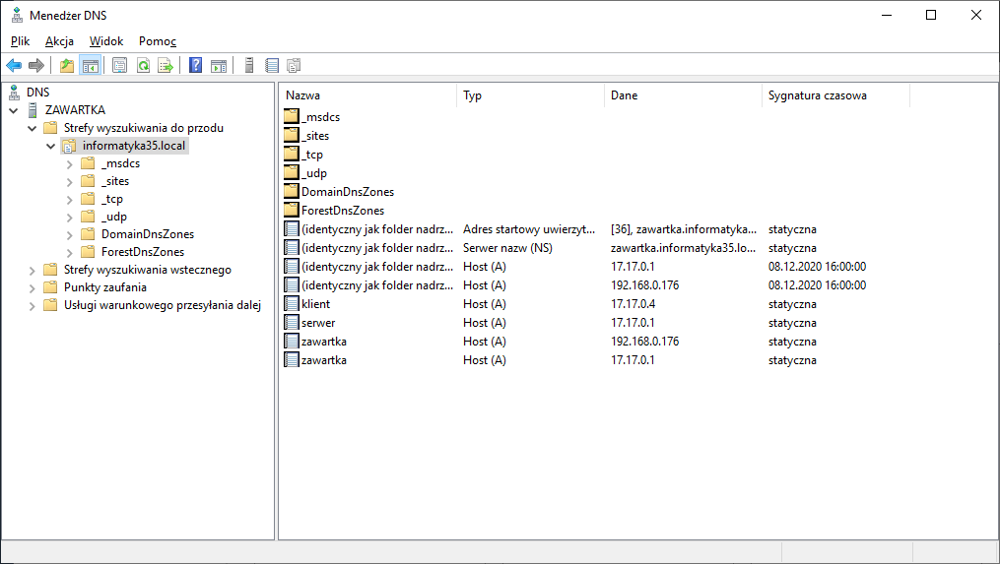 Menedżer DNS
Plik Akcja Widok Pomoc
DNS
ZAWARTKA
Strefy wyszukiwania do przodu
informatyka35.local
_msdcs
_sites
_tcp
_udp
DomainDnsZones
ForestDnsZones
Strefy wyszukiwania wstecznego
Punkty zaufania
Usługi warunkowego przesyłania dalej
Nazwa Typ Dane Sygnatura czasowa
_msdcs
_sites
_tcp
_udp
DomainDnsZones
ForestDnsZones
(identyczny jak folder nadrz... Adres startowy uwierzyt... [36], zawartka.informatyka... statyczna
(identyczny jak folder nadrz... Serwer nazw (NS) zawartka.informatyka35.lo... statyczna
(identyczny jak folder nadrz... Host (A) 17.17.0.1 08.12.2020 16:00:00
(identyczny jak folder nadrz... Host (A) 192.168.0.176 08.12.2020 16:00:00
klient Host (A) 17.17.0.4 statyczna
serwer Host (A) 17.17.0.1 statyczna
zawartka Host (A) 192.168.0.176 statyczna
zawartka Host (A) 17.17.0.1 statyczna